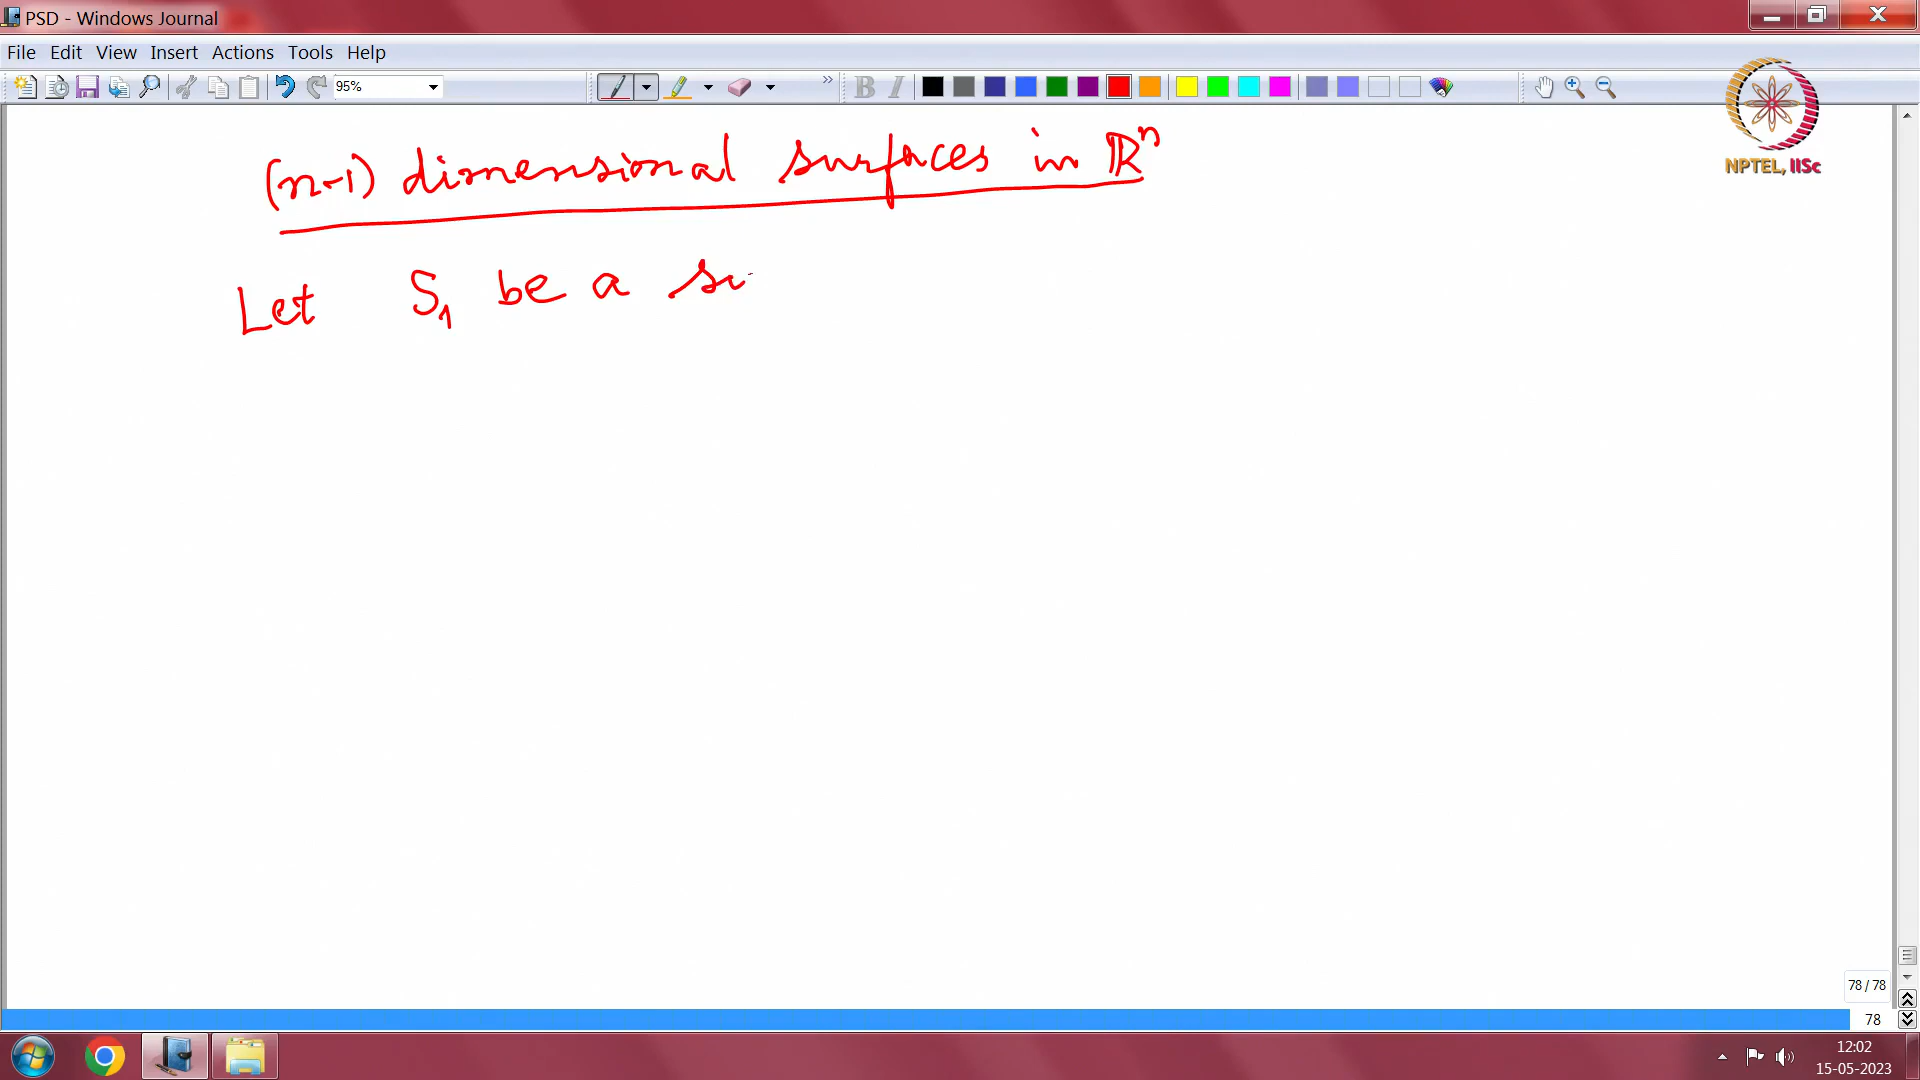 PSD - Windows Journal
File Edit View Insert Actions Tools Help
95%
NPTEL, IISc
(n-1) dimensional surfaces in ℝⁿ
Let S₁ be a su
78 / 78
78
12:02
15-05-2023